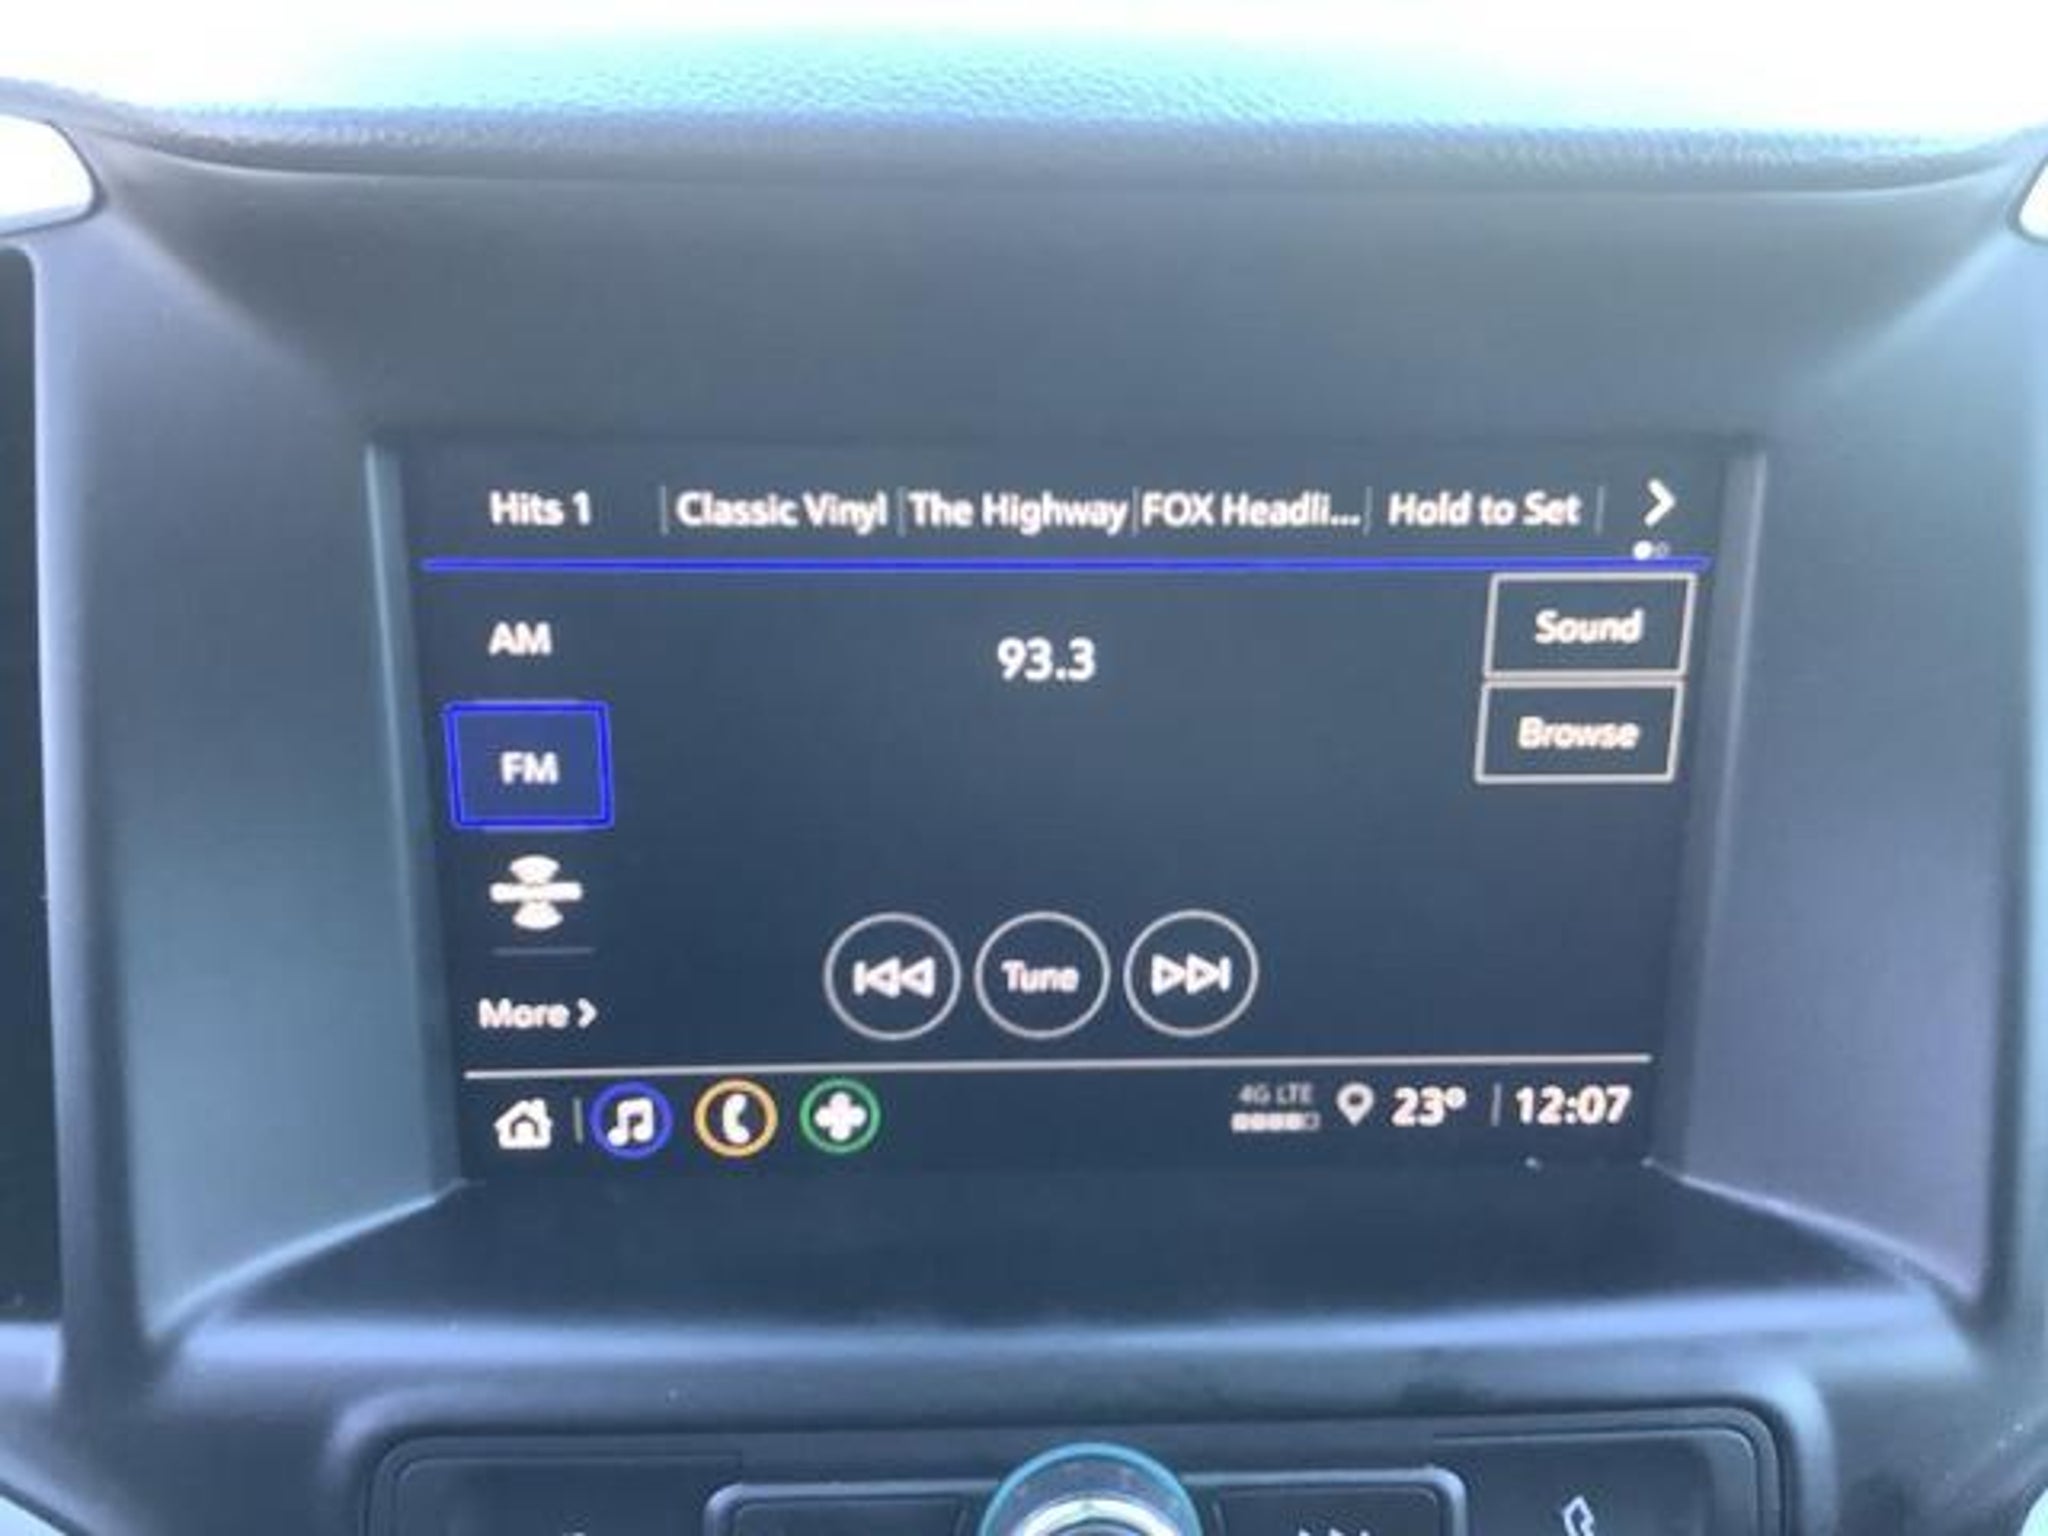 Hits 1 Classic Vinyl The Highway FOX Headli... Hold to Set
AM
93.3
Sound
FM
Browse
Tune
More
4G LTE
23° 12:07